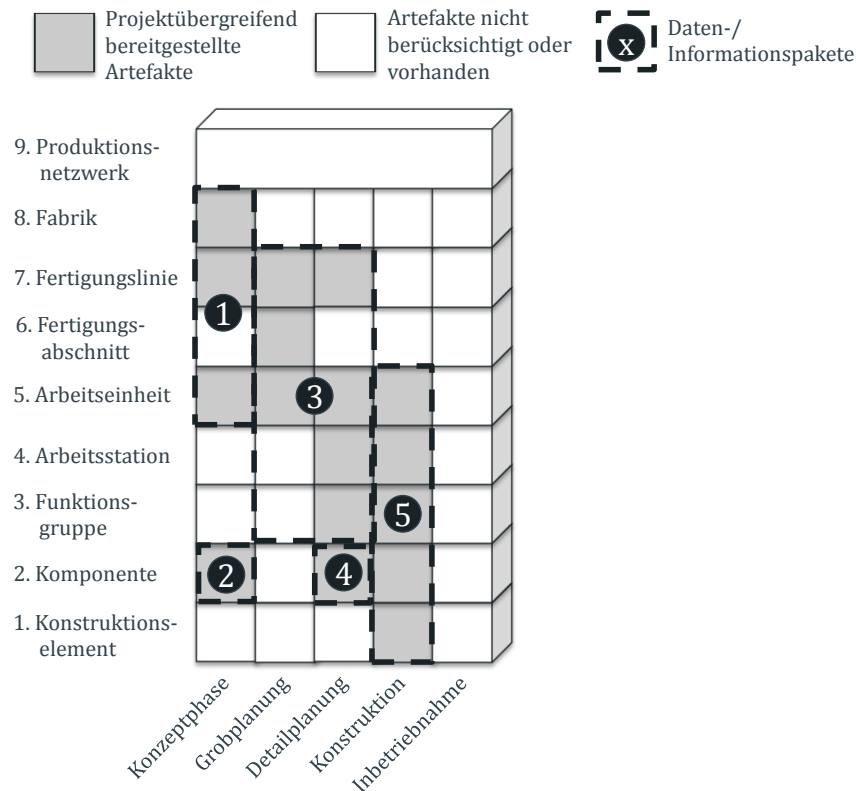 Projektübergreifend
bereitgestellte
Artefakte
Artefakte nicht
berücksichtigt oder
vorhanden
x
Daten-/
Informationspakete
9. Produktions-
netzwerk
8. Fabrik
7. Fertigungslinie
1
6. Fertigungs-
abschnitt
5. Arbeitseinheit
3
4. Arbeitsstation
3. Funktions-
gruppe
5
2. Komponente
2
4
1. Konstruktions-
element
Konzeptphase
Grobplanung
Detailplanung
Konstruktion
Inbetriebnahme